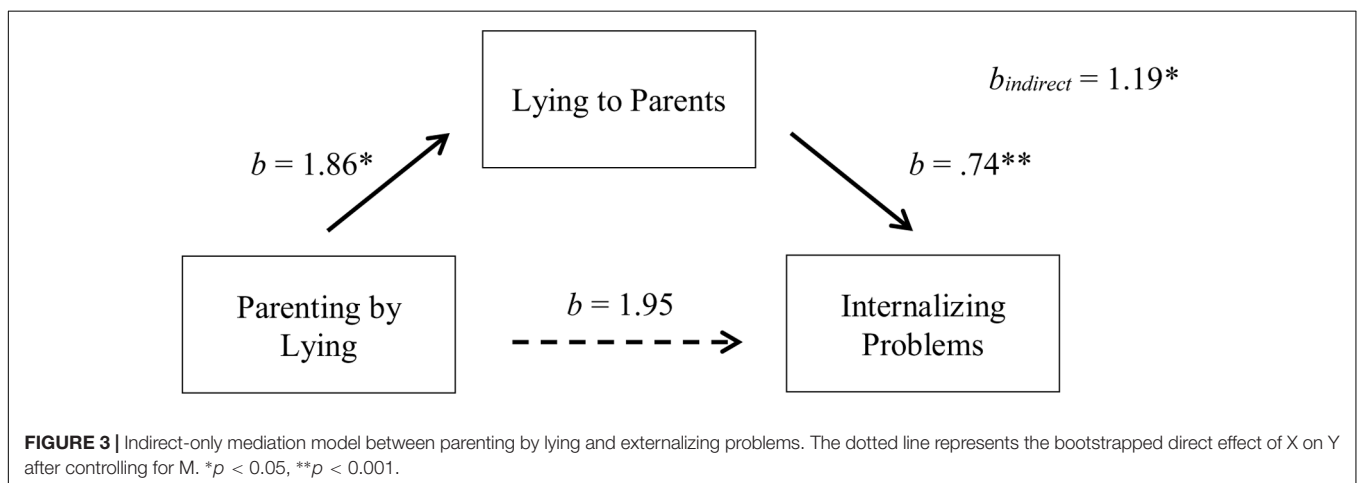 Lying to Parents
bindirect = 1.19*
b = 1.86*
b = .74**
Parenting by
Lying
b = 1.95
Internalizing
Problems
FIGURE 3 | Indirect-only mediation model between parenting by lying and externalizing problems. The dotted line represents the bootstrapped direct effect of X on Y
after controlling for M. *p < 0.05, **p < 0.001.